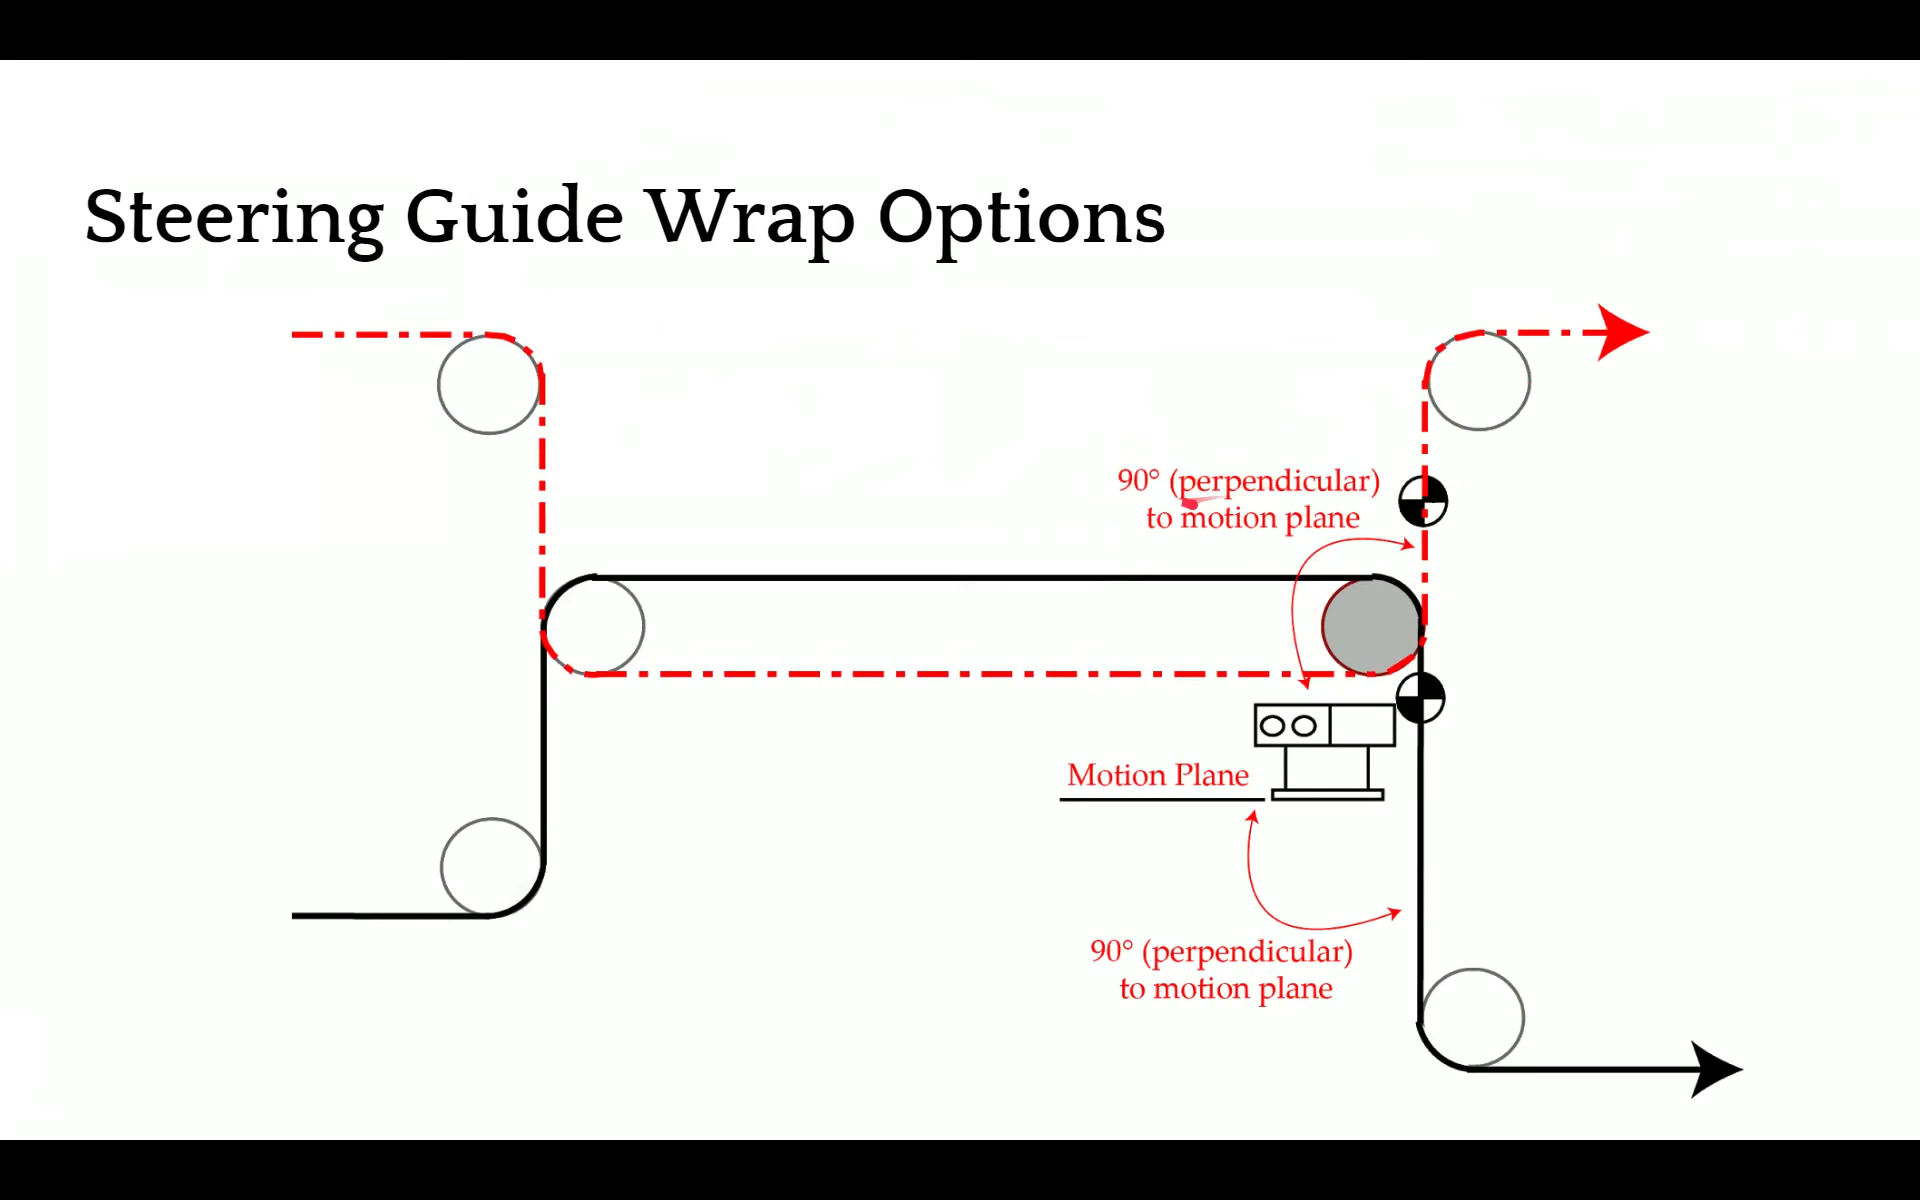 Steering Guide Wrap Options
90° (perpendicular)
to motion plane
Motion Plane
90° (perpendicular)
to motion plane